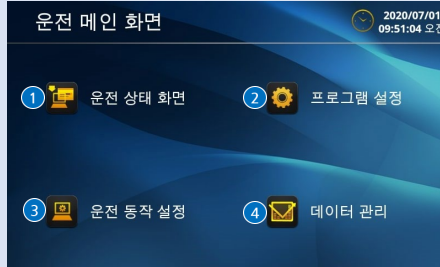 운전 메인 화면
2020/07/01
09:51:04 오전
1 운전 상태 화면
2 프로그램 설정
3 운전 동작 설정
4 데이터 관리